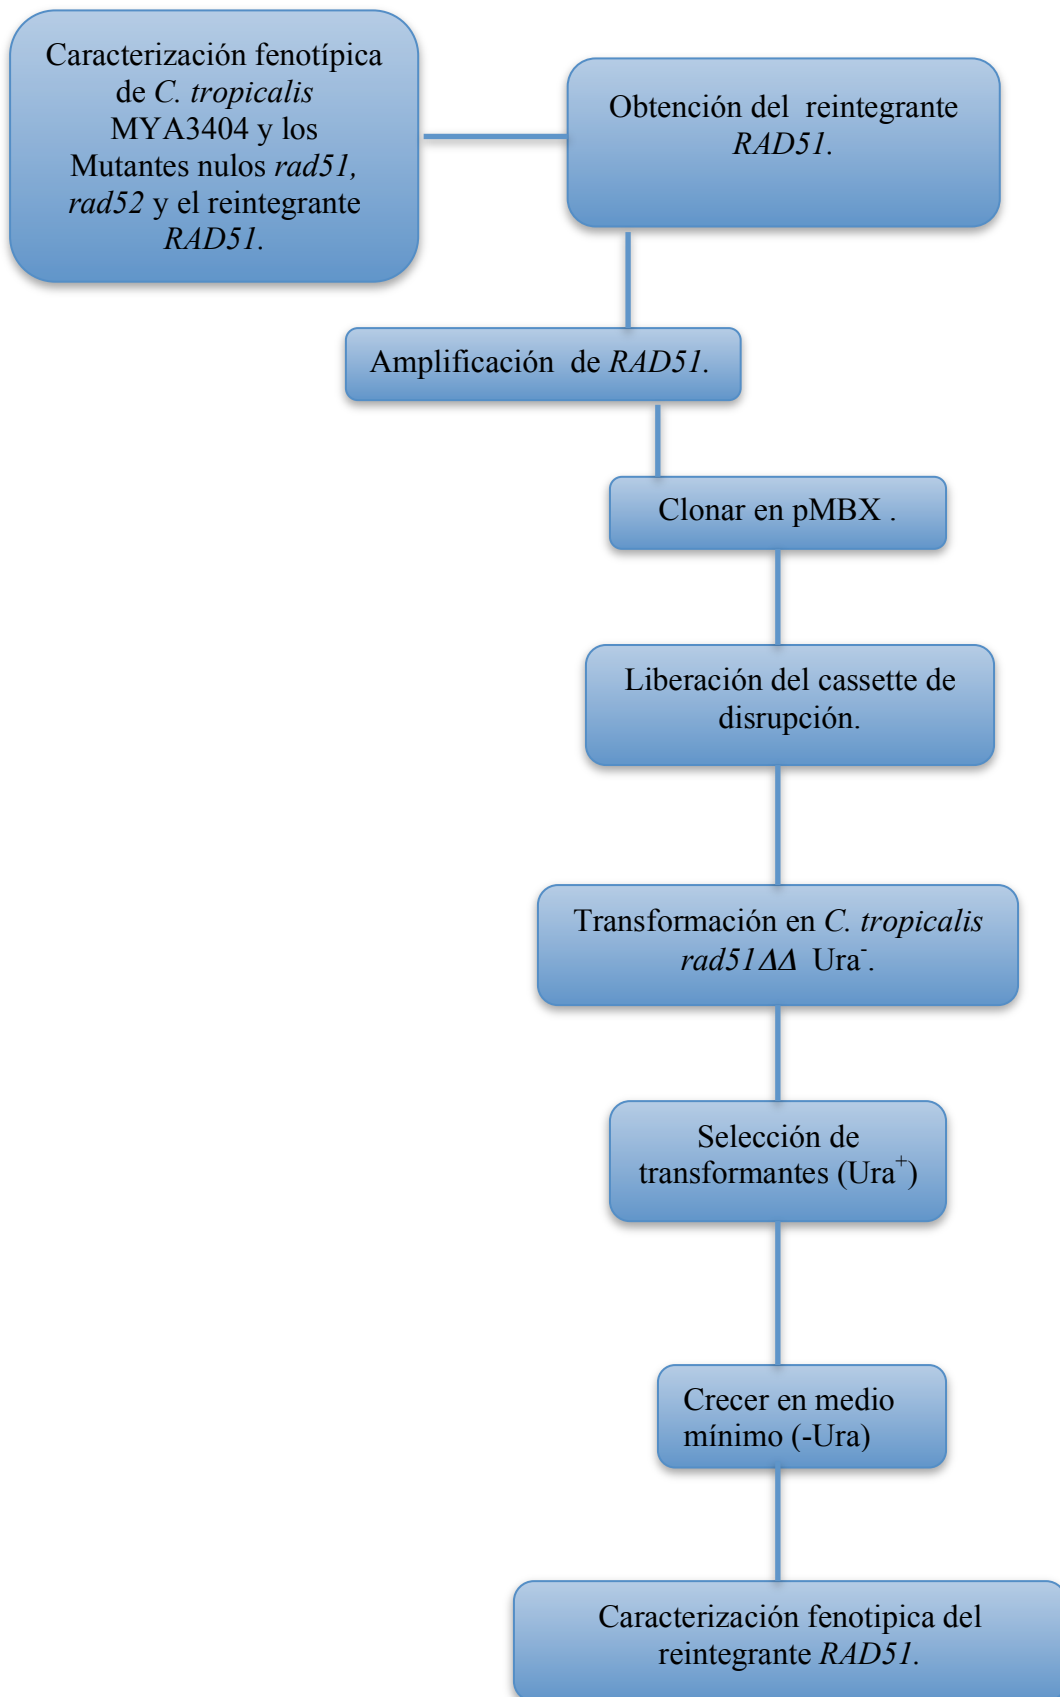 Caracterización fenotípica
de C. tropicalis
MYA3404 y los
Mutantes nulos rad51,
rad52 y el reintegrante
RAD51.
Obtención del reintegrante
RAD51.
Amplificación de RAD51.
Clonar en pMBX .
Liberación del cassette de
disrupción.
Transformación en C. tropicalis
rad51ΔΔ Ura⁻.
Selección de
transformantes (Ura⁺)
Crecer en medio
mínimo (-Ura)
Caracterización fenotipica del
reintegrante RAD51.